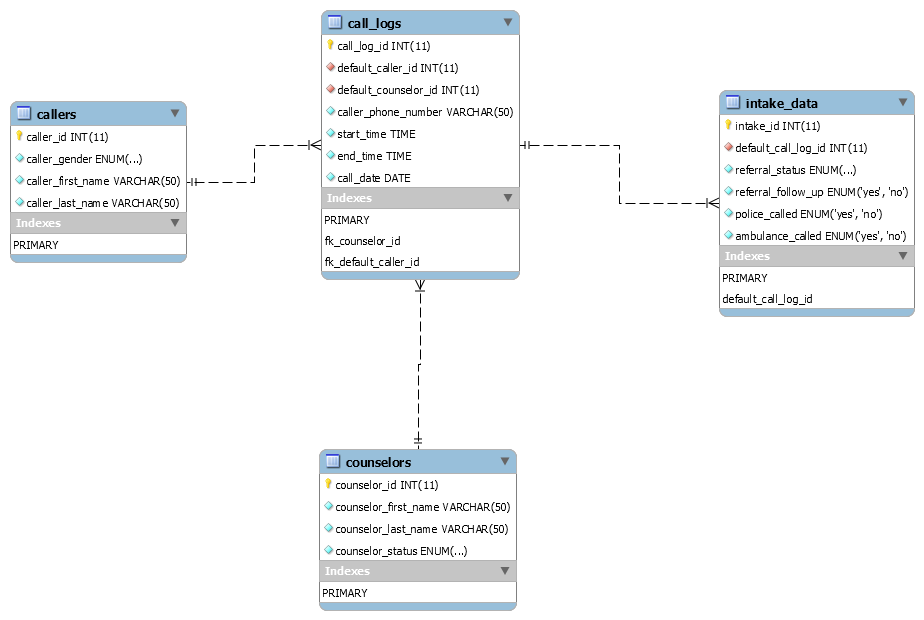 call_logs
call_log_id INT(11)
default_caller_id INT(11)
default_counselor_id INT(11)
caller_phone_number VARCHAR(50)
start_time TIME
end_time TIME
call_date DATE
Indexes
PRIMARY
fk_counselor_id
fk_default_caller_id
callers
caller_id INT(11)
caller_gender ENUM(...)
caller_first_name VARCHAR(50)
caller_last_name VARCHAR(50)
Indexes
PRIMARY
intake_data
intake_id INT(11)
default_call_log_id INT(11)
referral_status ENUM(...)
referral_follow_up ENUM('yes', 'no')
police_called ENUM('yes', 'no')
ambulance_called ENUM('yes', 'no')
Indexes
PRIMARY
default_call_log_id
counselors
counselor_id INT(11)
counselor_first_name VARCHAR(50)
counselor_last_name VARCHAR(50)
counselor_status ENUM(...)
Indexes
PRIMARY